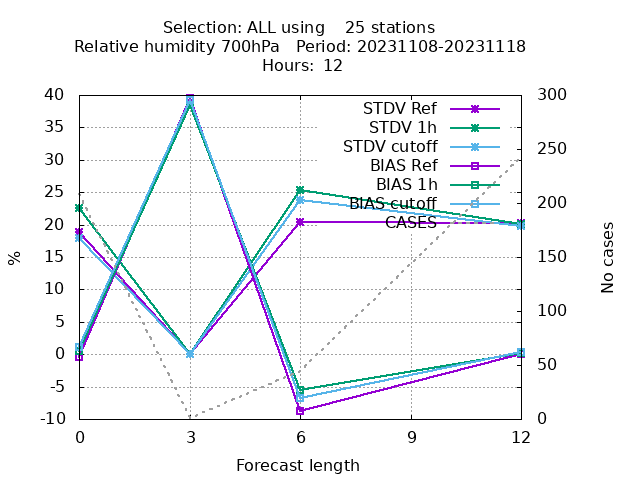 Selection: ALL using 25 stations
Relative humidity 700hPa Period: 20231108-20231118
Hours: 12
40
35
30
25
20
15
10
5
0
-5
-10
%
STDV Ref
STDV 1h
STDV cutoff
BIAS Ref
BIAS 1h
BIAS cutoff
CASES
300
250
200
150
100
50
0
No cases
0 3 6 9 12
Forecast length